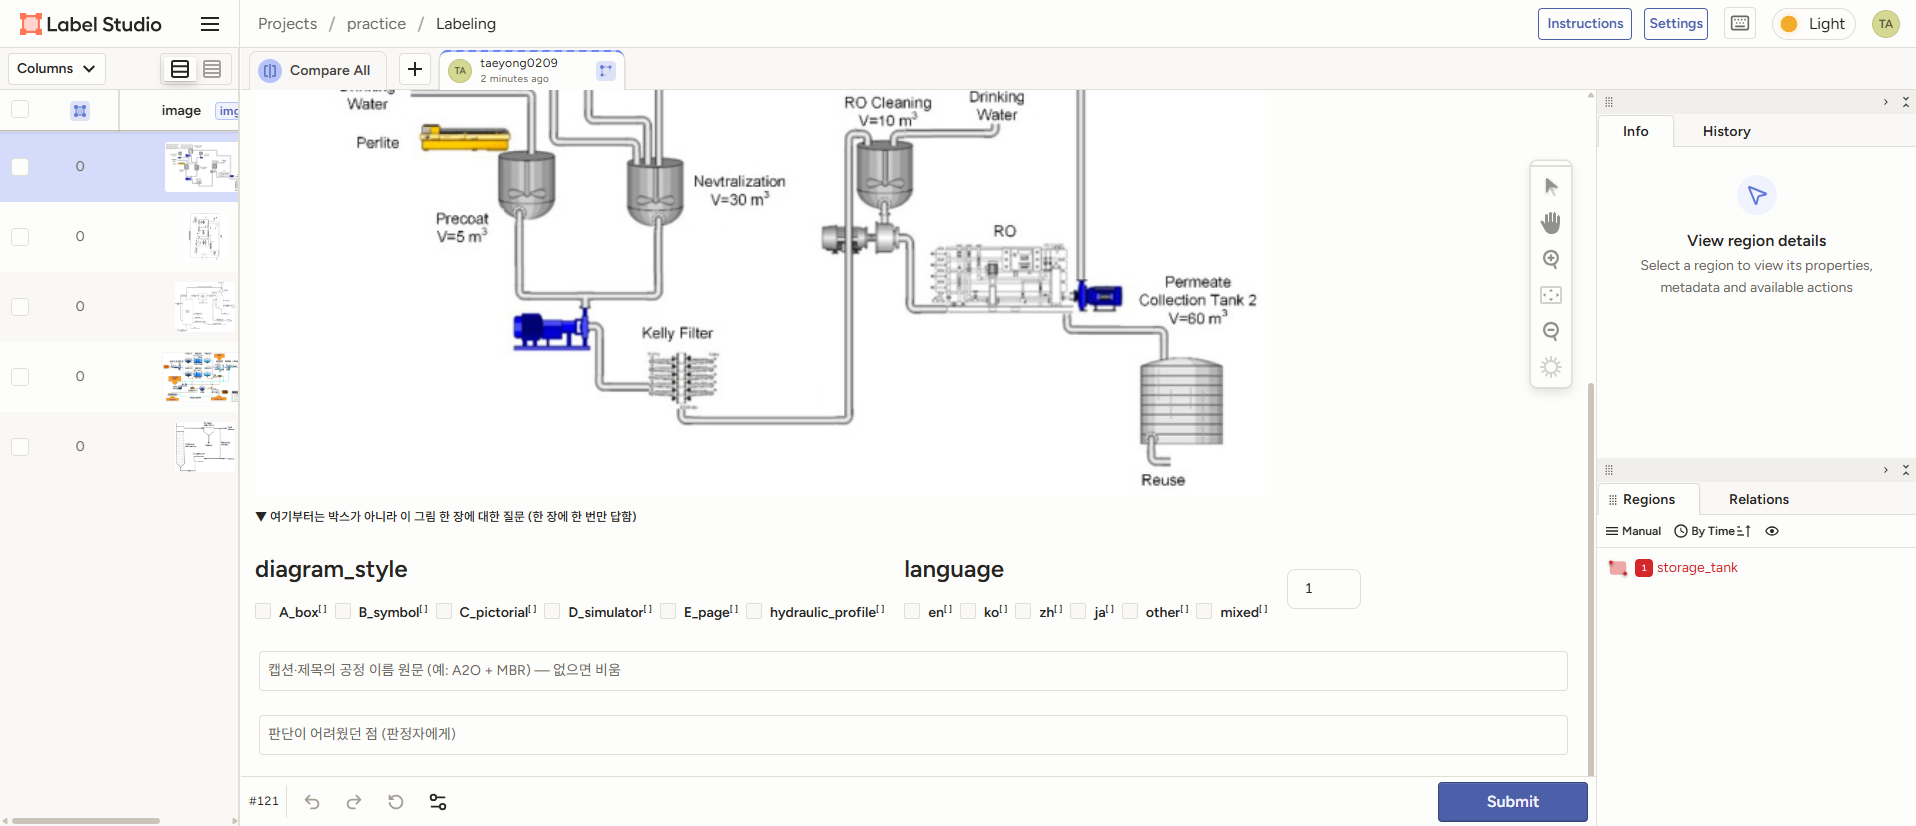 Label Studio
Projects / practice / Labeling
Instructions
Settings
Light
TA
Columns
Compare All
TA
taeyong0209
2 minutes ago
image
img
0
0
0
0
0
Drinking
Water
Perlite
Precoat
V=5 m³
Nevtralization
V=30 m³
RO Cleaning
V=10 m³
Drinking
Water
RO
Kelly Filter
Permeate
Collection Tank 2
V=60 m³
Reuse
▼ 여기부터는 박스가 아니라 이 그림 한 장에 대한 질문 (한 장에 한 번만 답함)
diagram_style
A_box[ ] B_symbol[ ] C_pictorial[ ] D_simulator[ ] E_page[ ] hydraulic_profile[ ]
language
en[ ] ko[ ] zh[ ] ja[ ] other[ ] mixed[ ]
1
캡션·제목의 공정 이름 원문 (예: A2O + MBR) — 없으면 비움
판단이 어려웠던 점 (판정자에게)
#121
Submit
Info
History
View region details
Select a region to view its properties,
metadata and available actions
Regions
Relations
Manual
By Time
1 storage_tank